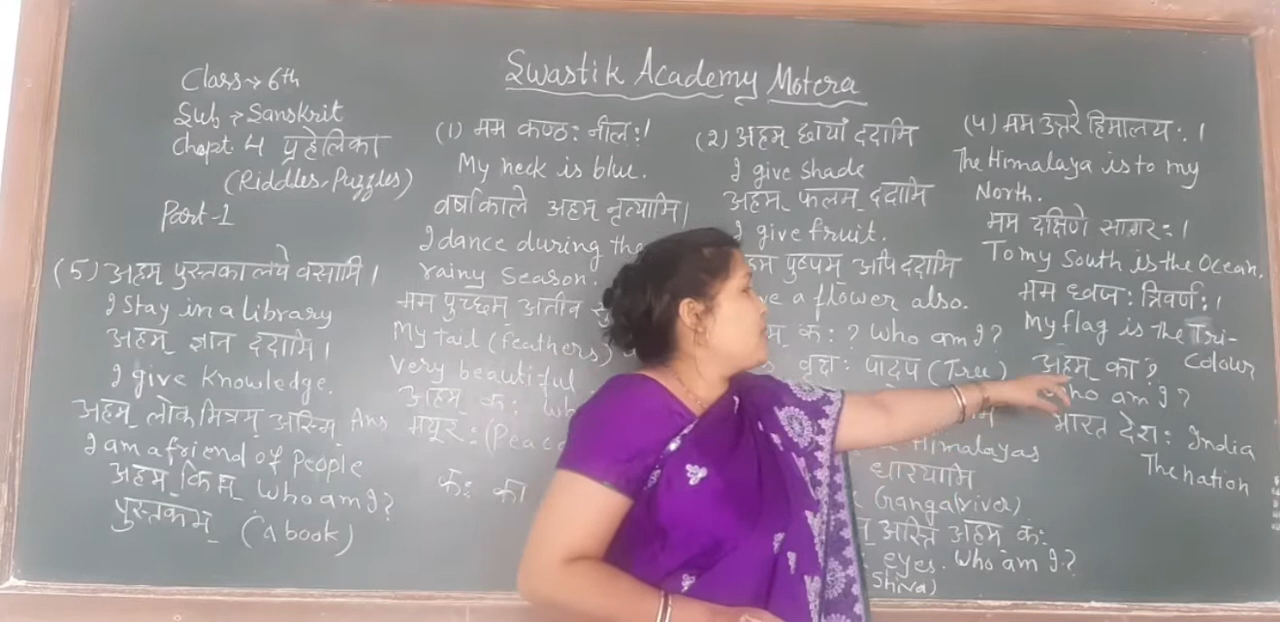 Swastik Academy Motera
Class → 6th
Sub → Sanskrit
Chapt 4 प्रहेलिका
(Riddles, Puzzles)
Part-1
(1) मम कण्ठः नीलः।
My neck is blue.
वर्षाकाले अहम् नृत्यामि।
I dance during the
rainy season.
मम पुच्छम् अतीव
My tail (feathers)
very beautiful
अहम् कः
Ans मयूरः (Peac
कः का
(2) अहम् छायाँ ददामि
I give shade
अहम् फलम् ददामि
I give fruit.
पुष्पम् अपि ददामि
a flower also.
कः ? Who am I?
वृक्षः पादप (Tree)
Himalayas
धारयामि
Ganga (river)
अस्ति अहम् कः
eyes. Who am I?
Shiva)
(4) मम उत्तरे हिमालयः।
The Himalaya is to my
North.
मम दक्षिणे सागरः।
To my South is the Ocean.
मम ध्वजः त्रिवर्णः।
My flag is the Tri-
Colour
अहम् कः ?
who am I?
भारत देशः India
The nation
(5) अहम् पुस्तकालये वसामि।
I Stay in a library
अहम् ज्ञान ददामि।
I give knowledge.
अहम् लोकमित्रम् अस्मि
I am a friend of People
अहम् किम् Who am I?
पुस्तकम् (a book)